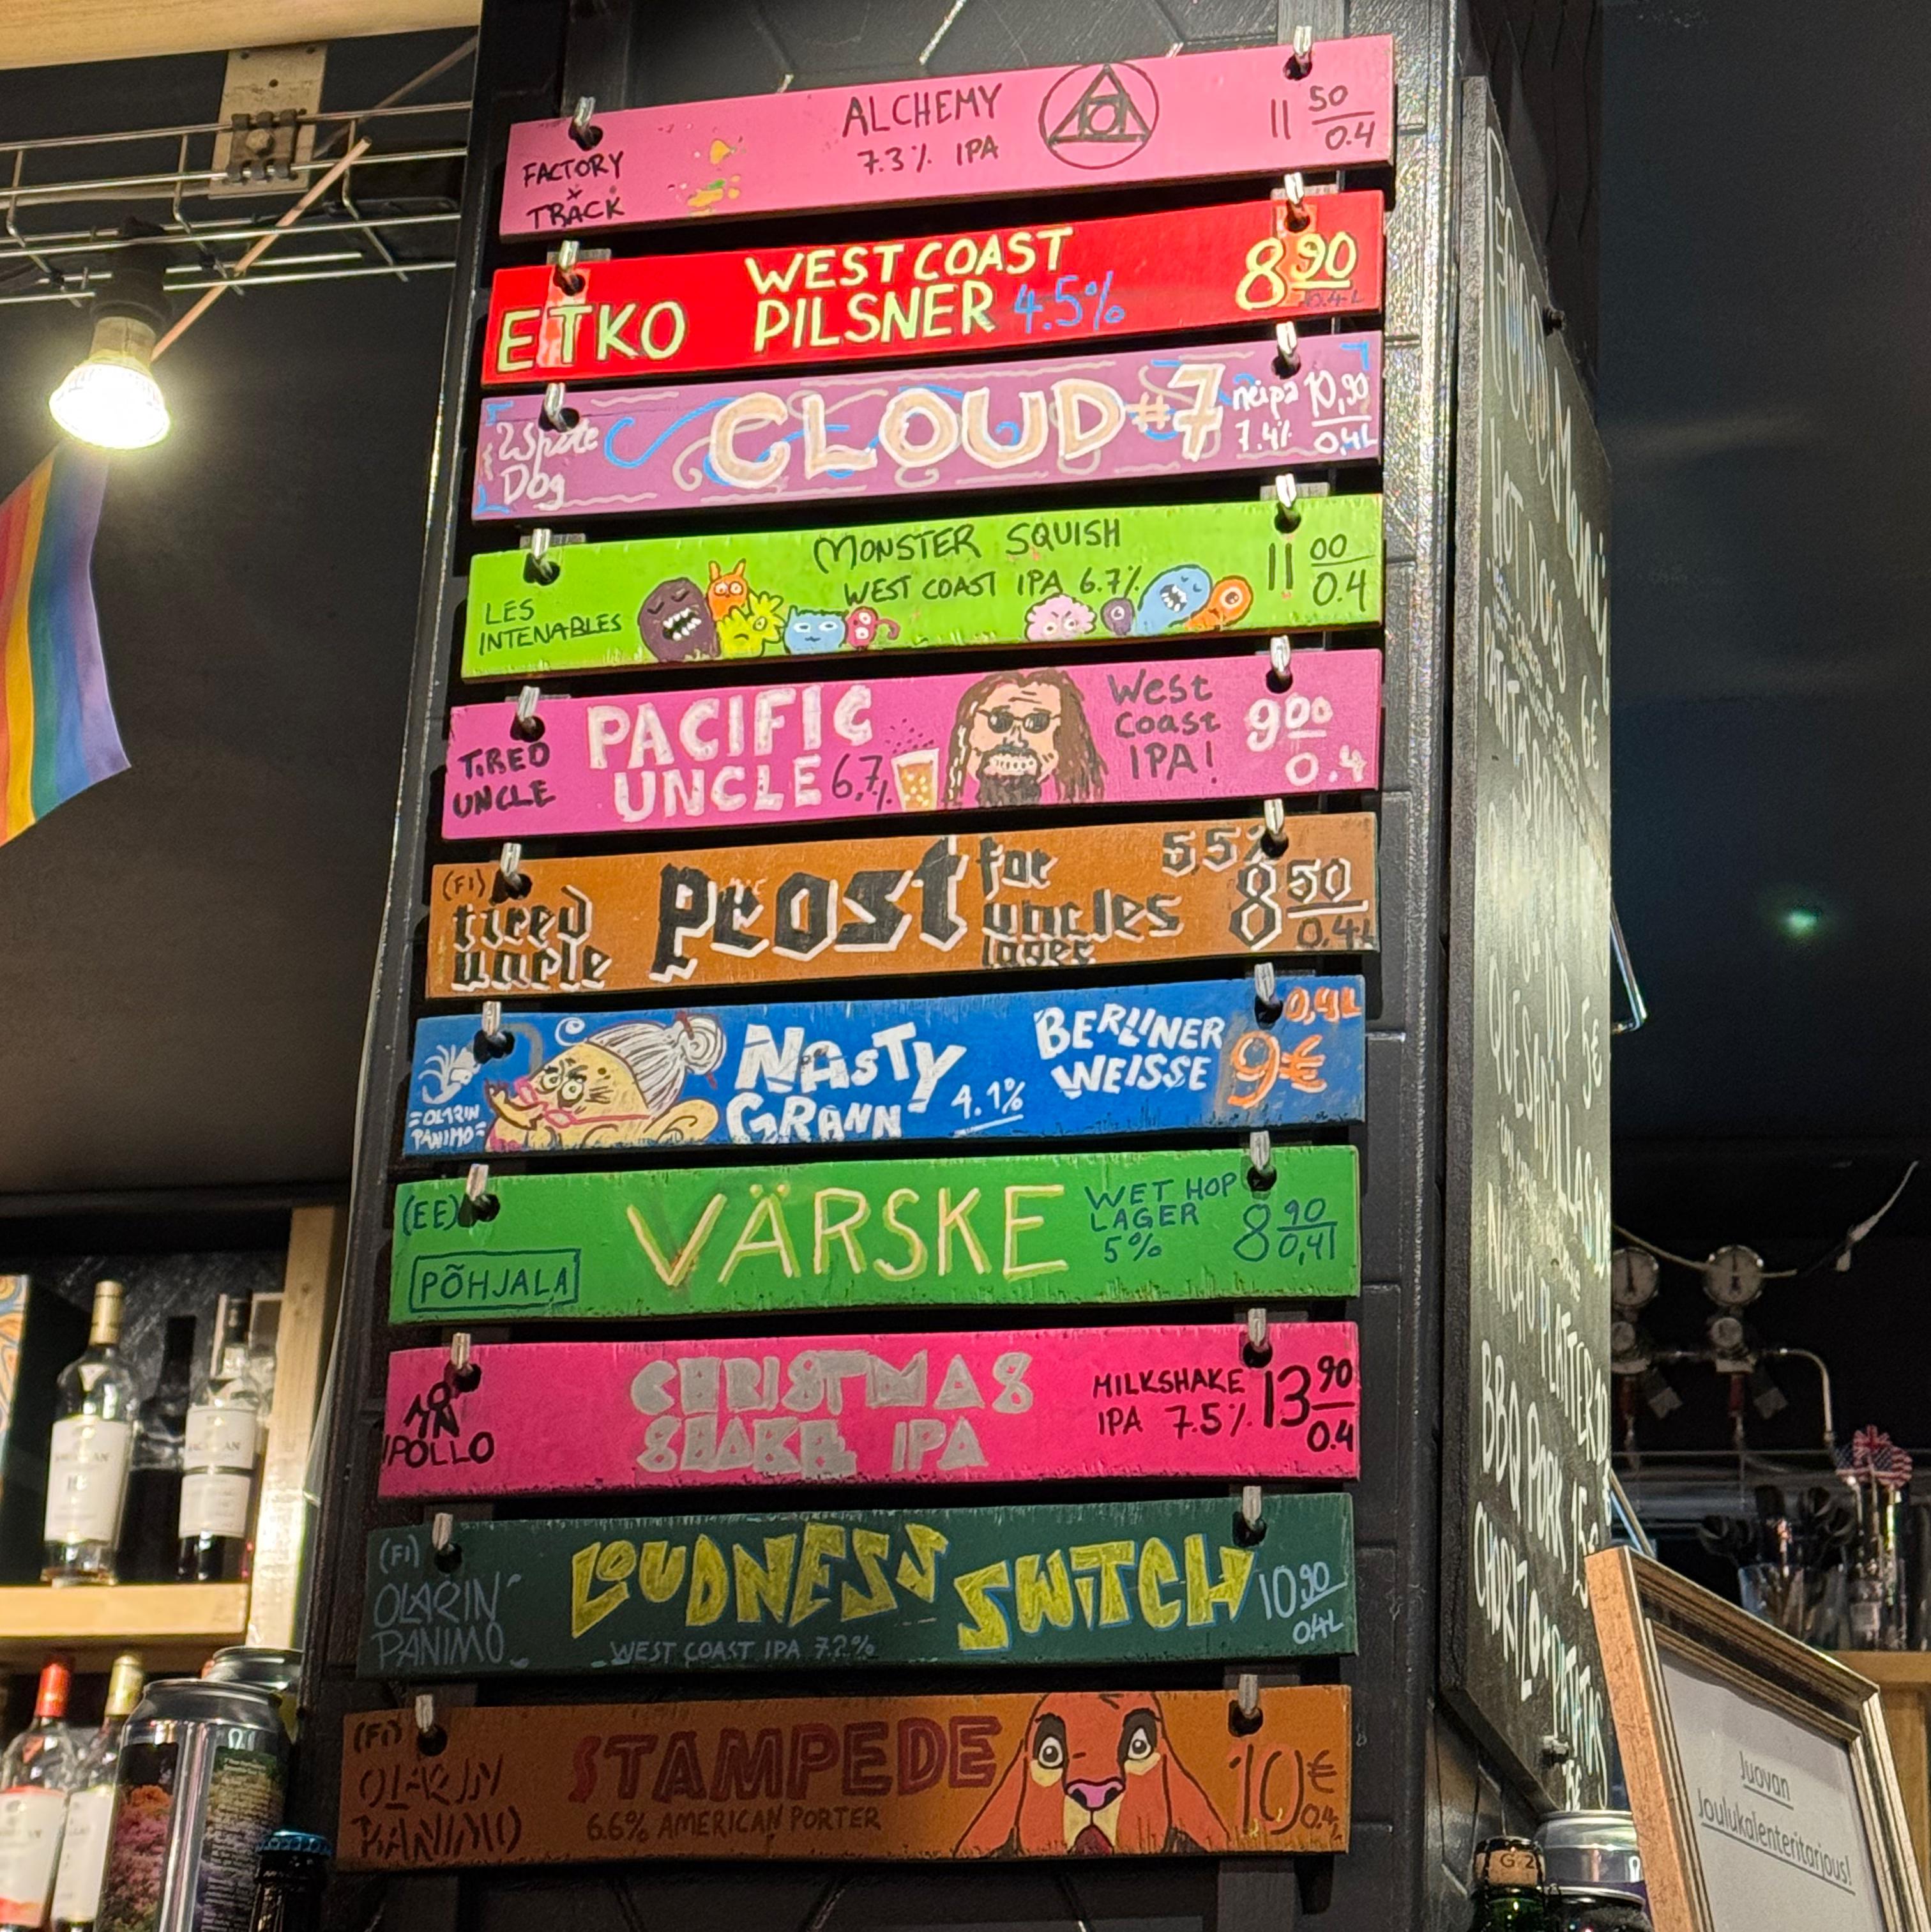 FACTORY
×
TRACK
ALCHEMY
7.3% IPA
11 50
0.4
ETKO
WEST COAST
PILSNER 4.5%
8 90
0.4 L
Dog
CLOUD #7
neipa
7.4%
10,90
0,4L
LES
INTENABLES
MONSTER SQUISH
WEST COAST IPA 6.7%
11 00
0.4
TIRED
UNCLE
PACIFIC
UNCLE 6,7%
West
Coast
IPA!
9 00
0.4
(FI)
tired
uncle
Prost
for
uncles
lager
5,5%
8 50
0,4L
OLARIN
PANIMO
NASTY
GRANN
4.1%
BERLINER
WEISSE
0,4L
9€
(EE)
PÕHJALA
VÄRSKE
WET HOP
LAGER
5%
8 90
0,4l
CHRISTMAS
SHAKE IPA
MILKSHAKE
IPA 7.5%
13 90
0.4
(FI)
OLARIN
PANIMO
LOUDNESS SWITCH
WEST COAST IPA 7.2%
10 90
0,4L
(FI)
OLARIN
PANIMO
STAMPEDE
6.6% AMERICAN PORTER
10 €
0.4L
BBQ PORK
Juovan
Joulukalenteritarjous!